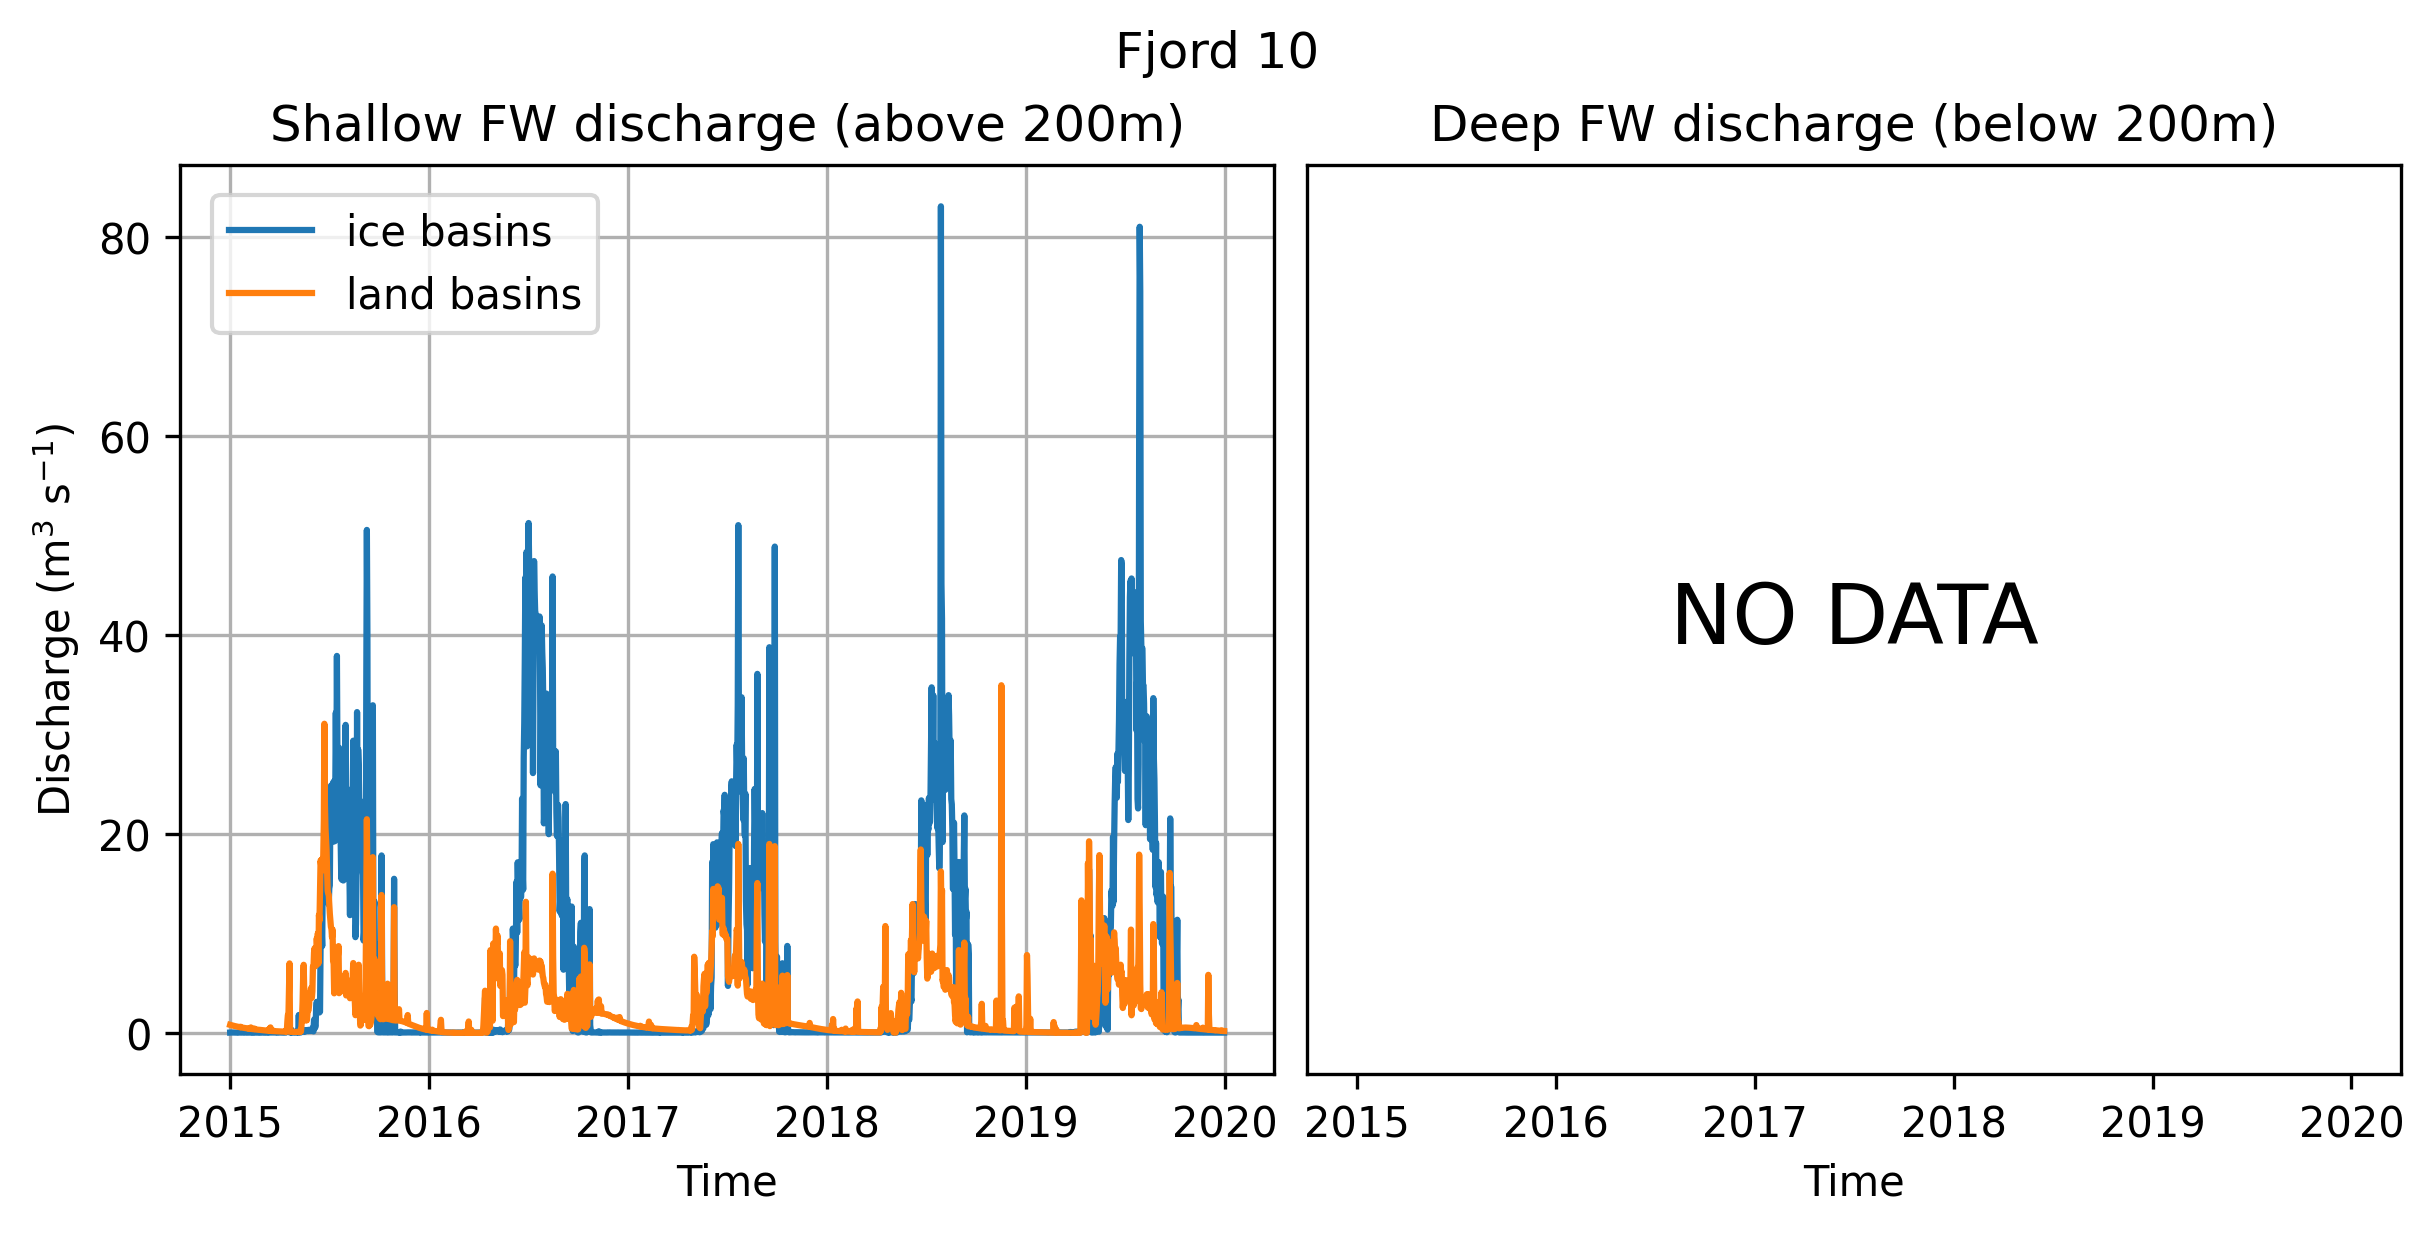 Fjord 10
Shallow FW discharge (above 200m)
ice basins
land basins
80
60
40
20
0
Discharge (m³ s⁻¹)
2015 2016 2017 2018 2019 2020
Time
Deep FW discharge (below 200m)
NO DATA
2015 2016 2017 2018 2019 2020
Time